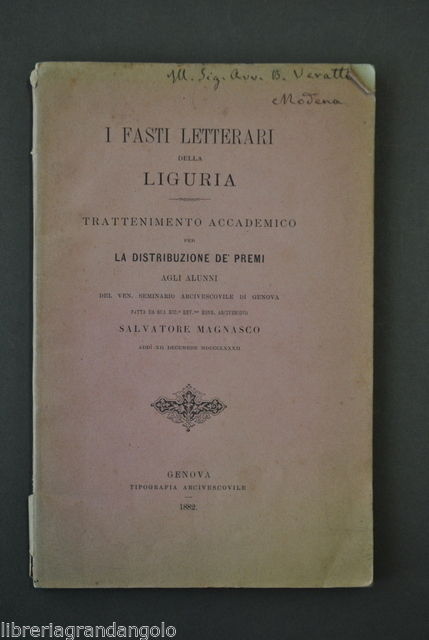 All. Sig. Avv. B. Veratti
Modena
I FASTI LETTERARI
DELLA
LIGURIA
TRATTENIMENTO ACCADEMICO
PER
LA DISTRIBUZIONE DE' PREMI
AGLI ALUNNI
DEL VEN. SEMINARIO ARCIVESCOVILE DI GENOVA
FATTA DA SUA ECC.ZA REV.MA MONS. ARCIVESCOVO
SALVATORE MAGNASCO
ADDÌ XII DECEMBRE MDCCCLXXXII
GENOVA
TIPOGRAFIA ARCIVESCOVILE
1882.
libreriagrandangolo